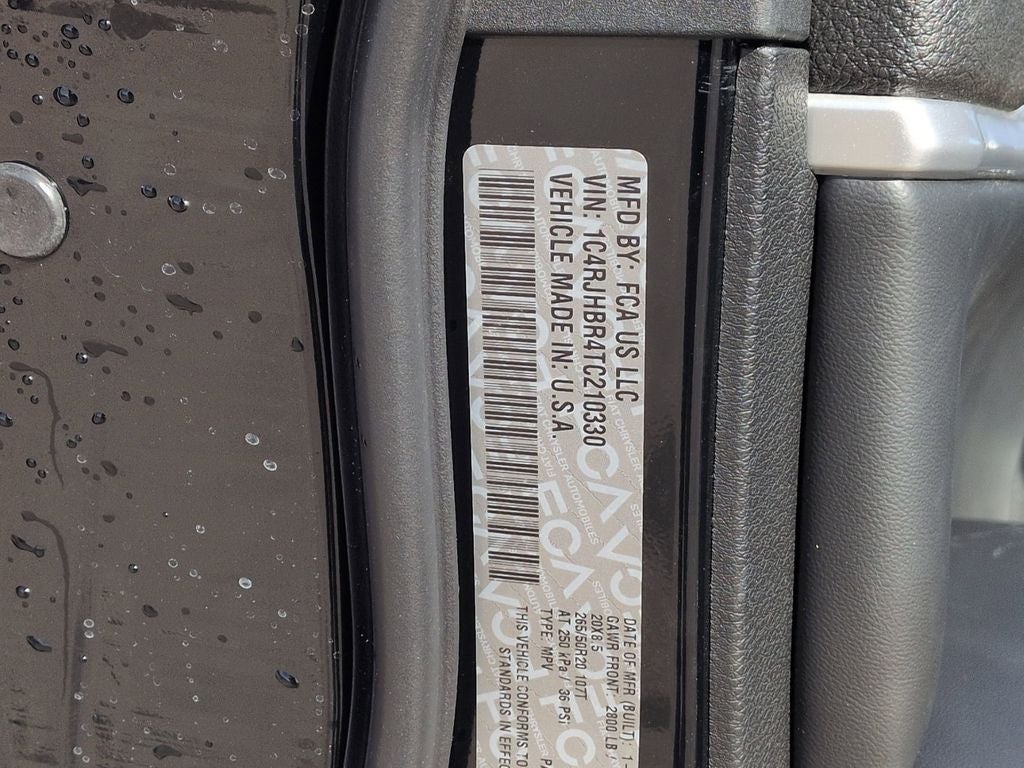 MFD BY: FCA US LLC
VIN: 1C4RJHBR4TC210330
VEHICLE MADE IN: U.S.A.
DATE OF MFR (BUILT): 1-
GAWR FRONT: 2800 LB
20X8.5
265/50R20 107T
AT 250 kPa / 36 PSI
TYPE: MPV
THIS VEHICLE CONFORMS TO
STANDARDS IN EFFEC